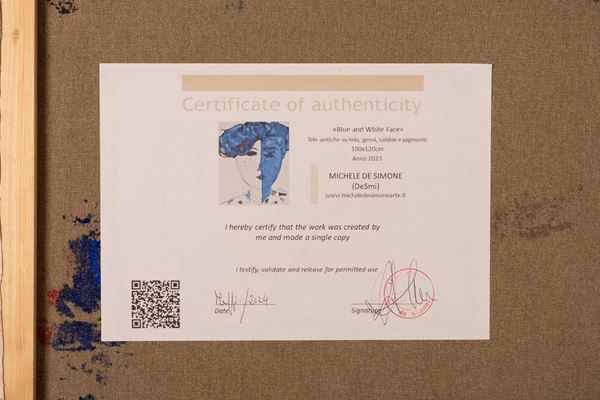 Certificate of authenticity
«Blue and White Face»
Tele antiche su tela, gessi, sabbie e pigmenti
100x120cm
Anno 2023
MICHELE DE SIMONE
(DeSmi)
www.micheledesimonearte.it
I hereby certify that the work was created by
me and made a single copy
I testify, validate and release for permitted use
2024
Date
Signature